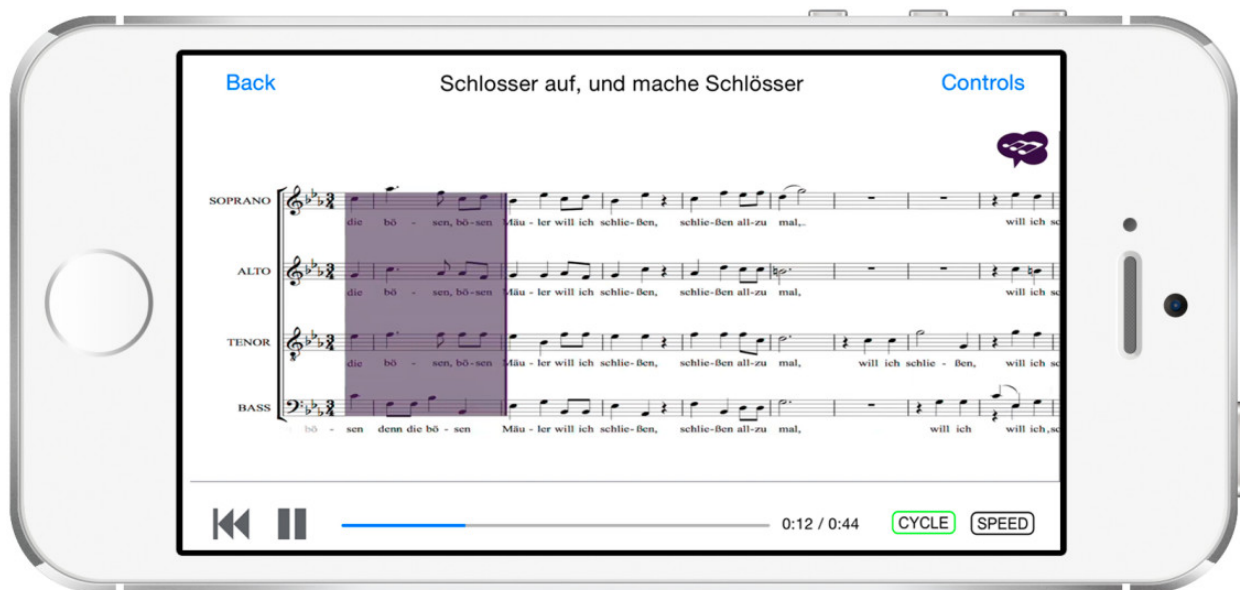 Back Schlosser auf, und mache Schlösser Controls
SOPRANO
die bö - sen, bö-sen Mäu - ler will ich schlie-ßen, schlie-ßen all-zu mal,. will ich sc
ALTO
die bö - sen, bö-sen Mäu - ler will ich schlie-ßen, schlie-ßen all-zu mal, will ich sc
TENOR
die bö - sen, bö-sen Mäu - ler will ich schlie-ßen, schlie-ßen all-zu mal, will ich schlie - ßen, will ich sc
BASS
bö - sen denn die bö - sen Mäu - ler will ich schlie-ßen, schlie-ßen all-zu mal, will ich will ich,sc
0:12 / 0:44 CYCLE SPEED